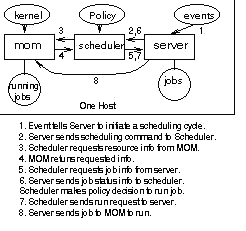 kernel
Policy
events
3
2,6
1
mom
scheduler
server
4
5,7
8
running
jobs
jobs
One Host
1. Event tells Server to initiate a scheduling cycle.
2. Server sends scheduling command to Scheduler.
3. Scheduler requests resource info from MOM.
4. MOM returns requested info.
5. Scheduler requests job info from server.
6. Server sends job status info to scheduler.
Scheduler makes policy decision to run job.
7. Scheduler sends run request to server.
8. Server sends job to MOM to run.